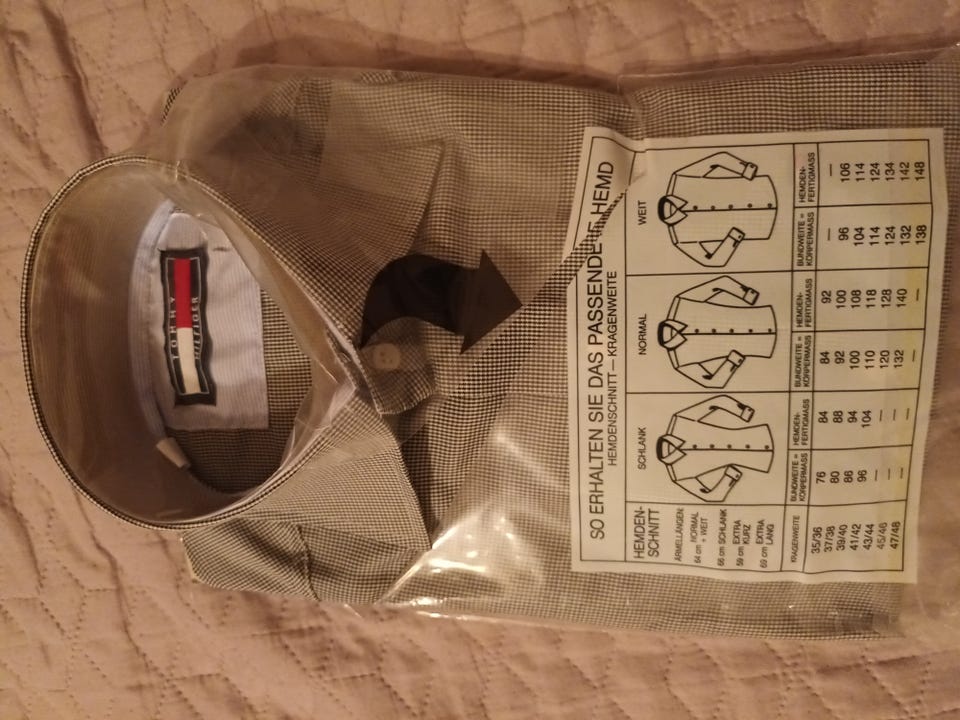 TOMMY
HILFIGER
SO ERHALTEN SIE DAS PASSENDE HEMD
HEMDENSCHNITT — KRAGENWEITE
HEMDEN-
SCHNITT
SCHLANK NORMAL WEIT
ÄRMELLÄNGEN:
64 cm NORMAL
+ WEIT
66 cm SCHLANK
59 cm EXTRA
KURZ
69 cm EXTRA
LANG
KRAGENWEITE BUNDWEITE = KÖRPERMASS HEMDEN-FERTIGMASS BUNDWEITE = KÖRPERMASS HEMDEN-FERTIGMASS BUNDWEITE = KÖRPERMASS HEMDEN-FERTIGMASS
35/36 76 84 84 92 — —
37/38 80 88 92 100 96 106
39/40 86 94 100 108 104 114
41/42 96 104 110 118 114 124
43/44 — — 120 128 124 134
45/46 — — 132 140 132 142
47/48 — — — — 138 148